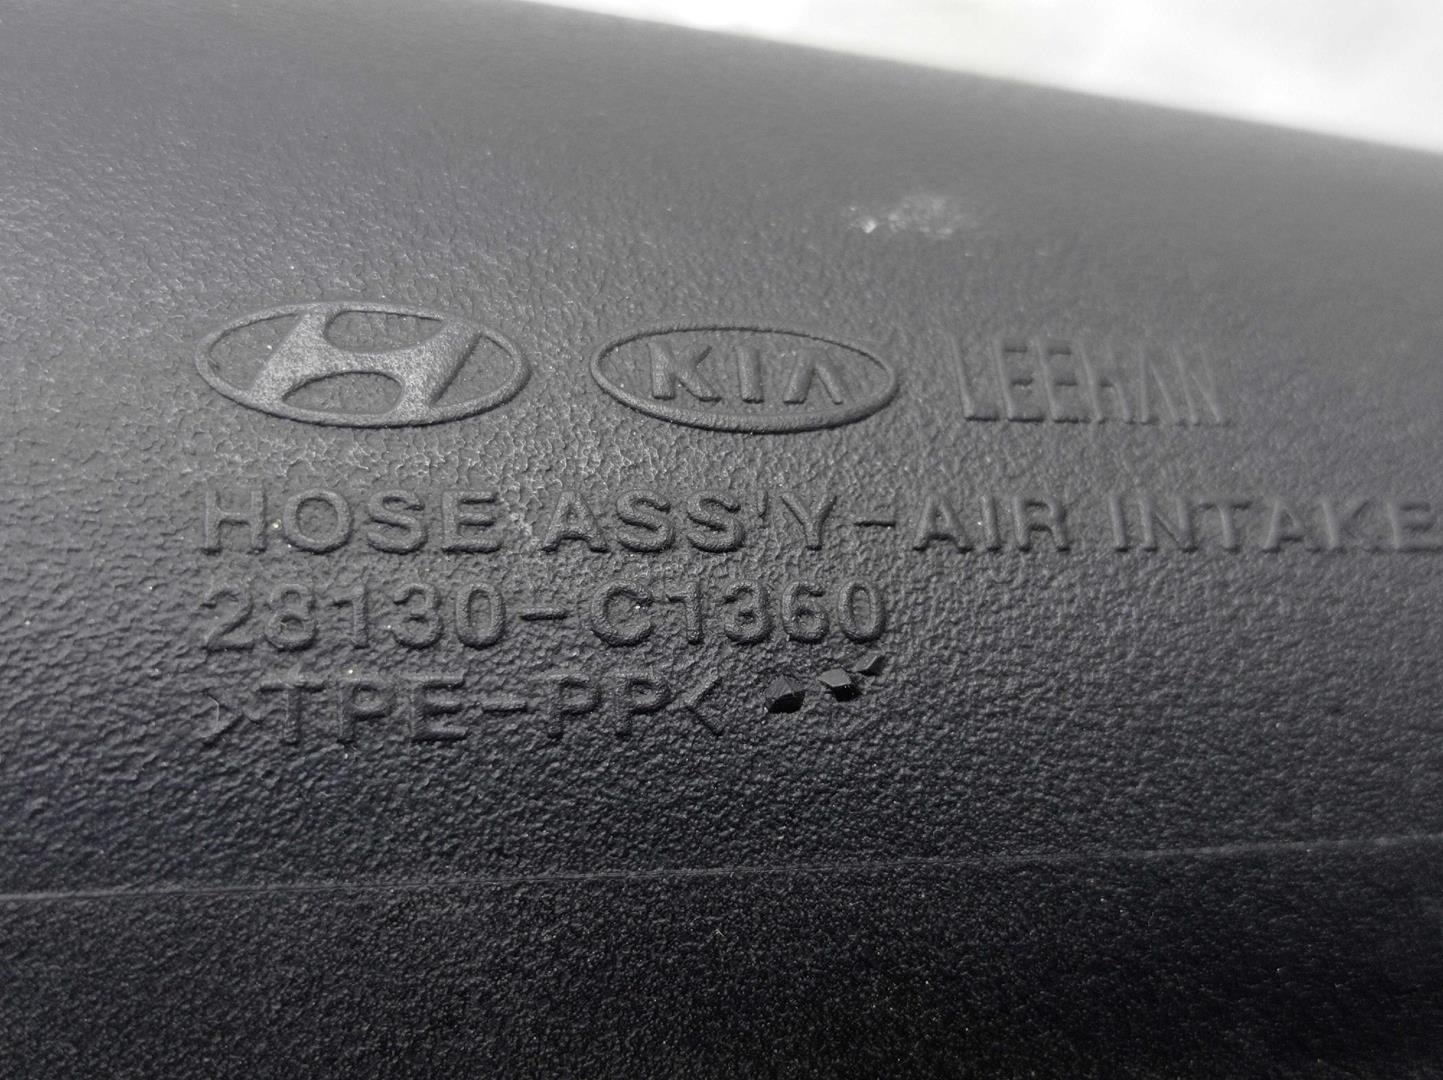 KIA LEEHAN
HOSE ASS'Y-AIR INTAKE
28130-C1360
>TPE-PP<